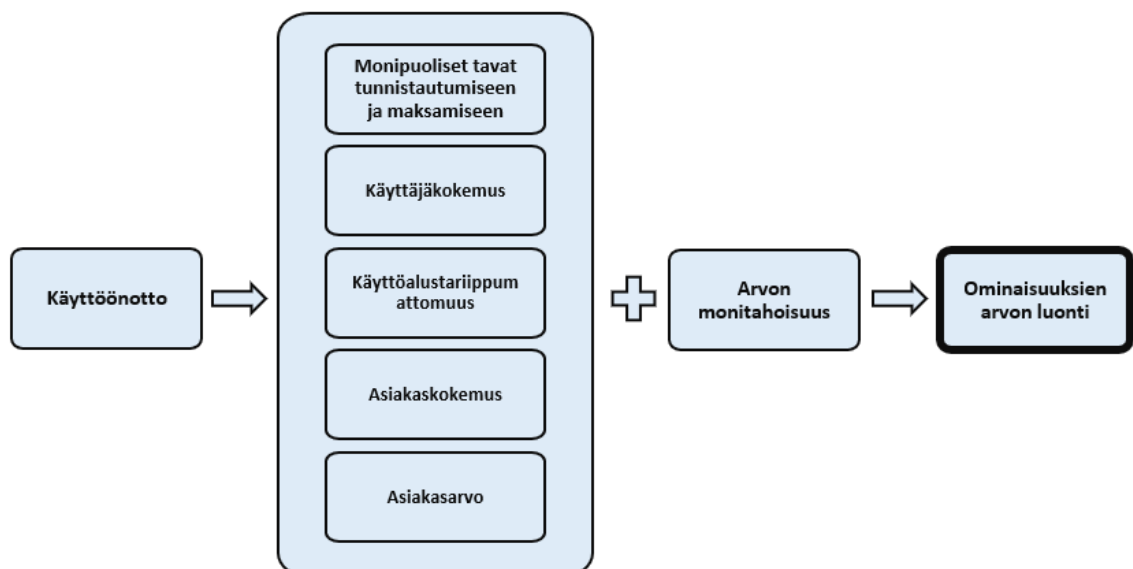 Käyttöönotto
Monipuoliset tavat
tunnistautumiseen
ja maksamiseen
Käyttäjäkokemus
Käyttöalustariippum
attomuus
Asiakaskokemus
Asiakasarvo
Arvon
monitahoisuus
Ominaisuuksien
arvon luonti